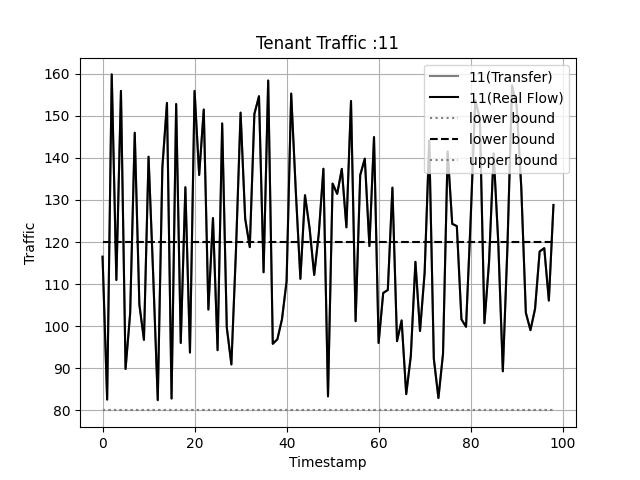 Tenant Traffic :11
11(Transfer)
11(Real Flow)
lower bound
lower bound
upper bound
Traffic
160
150
140
130
120
110
100
90
80
0 20 40 60 80 100
Timestamp